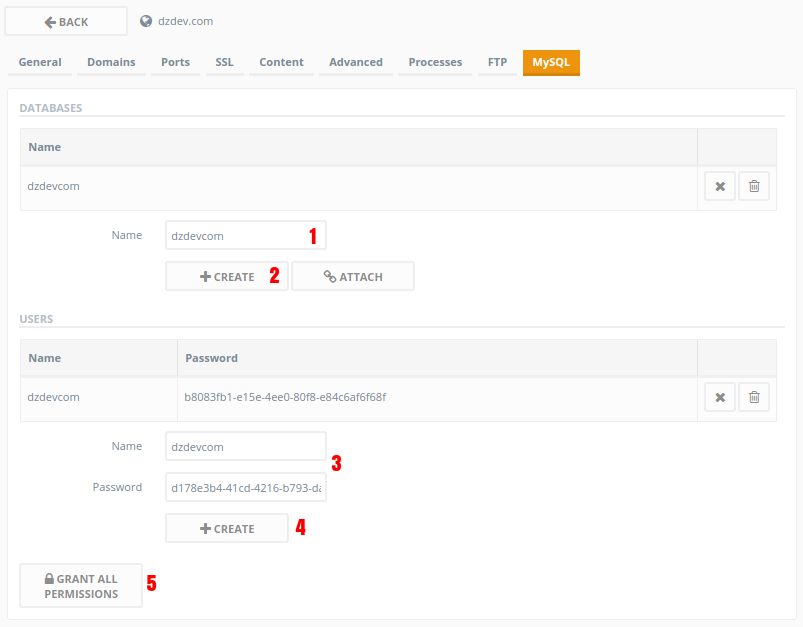 BACK dzdev.com
General Domains Ports SSL Content Advanced Processes FTP MySQL
DATABASES
Name
dzdevcom
Name dzdevcom 1
CREATE 2 ATTACH
USERS
Name Password
dzdevcom b8083fb1-e15e-4ee0-80f8-e84c6af6f68f
Name dzdevcom
3
Password d178e3b4-41cd-4216-b793-da
CREATE 4
GRANT ALL
PERMISSIONS 5